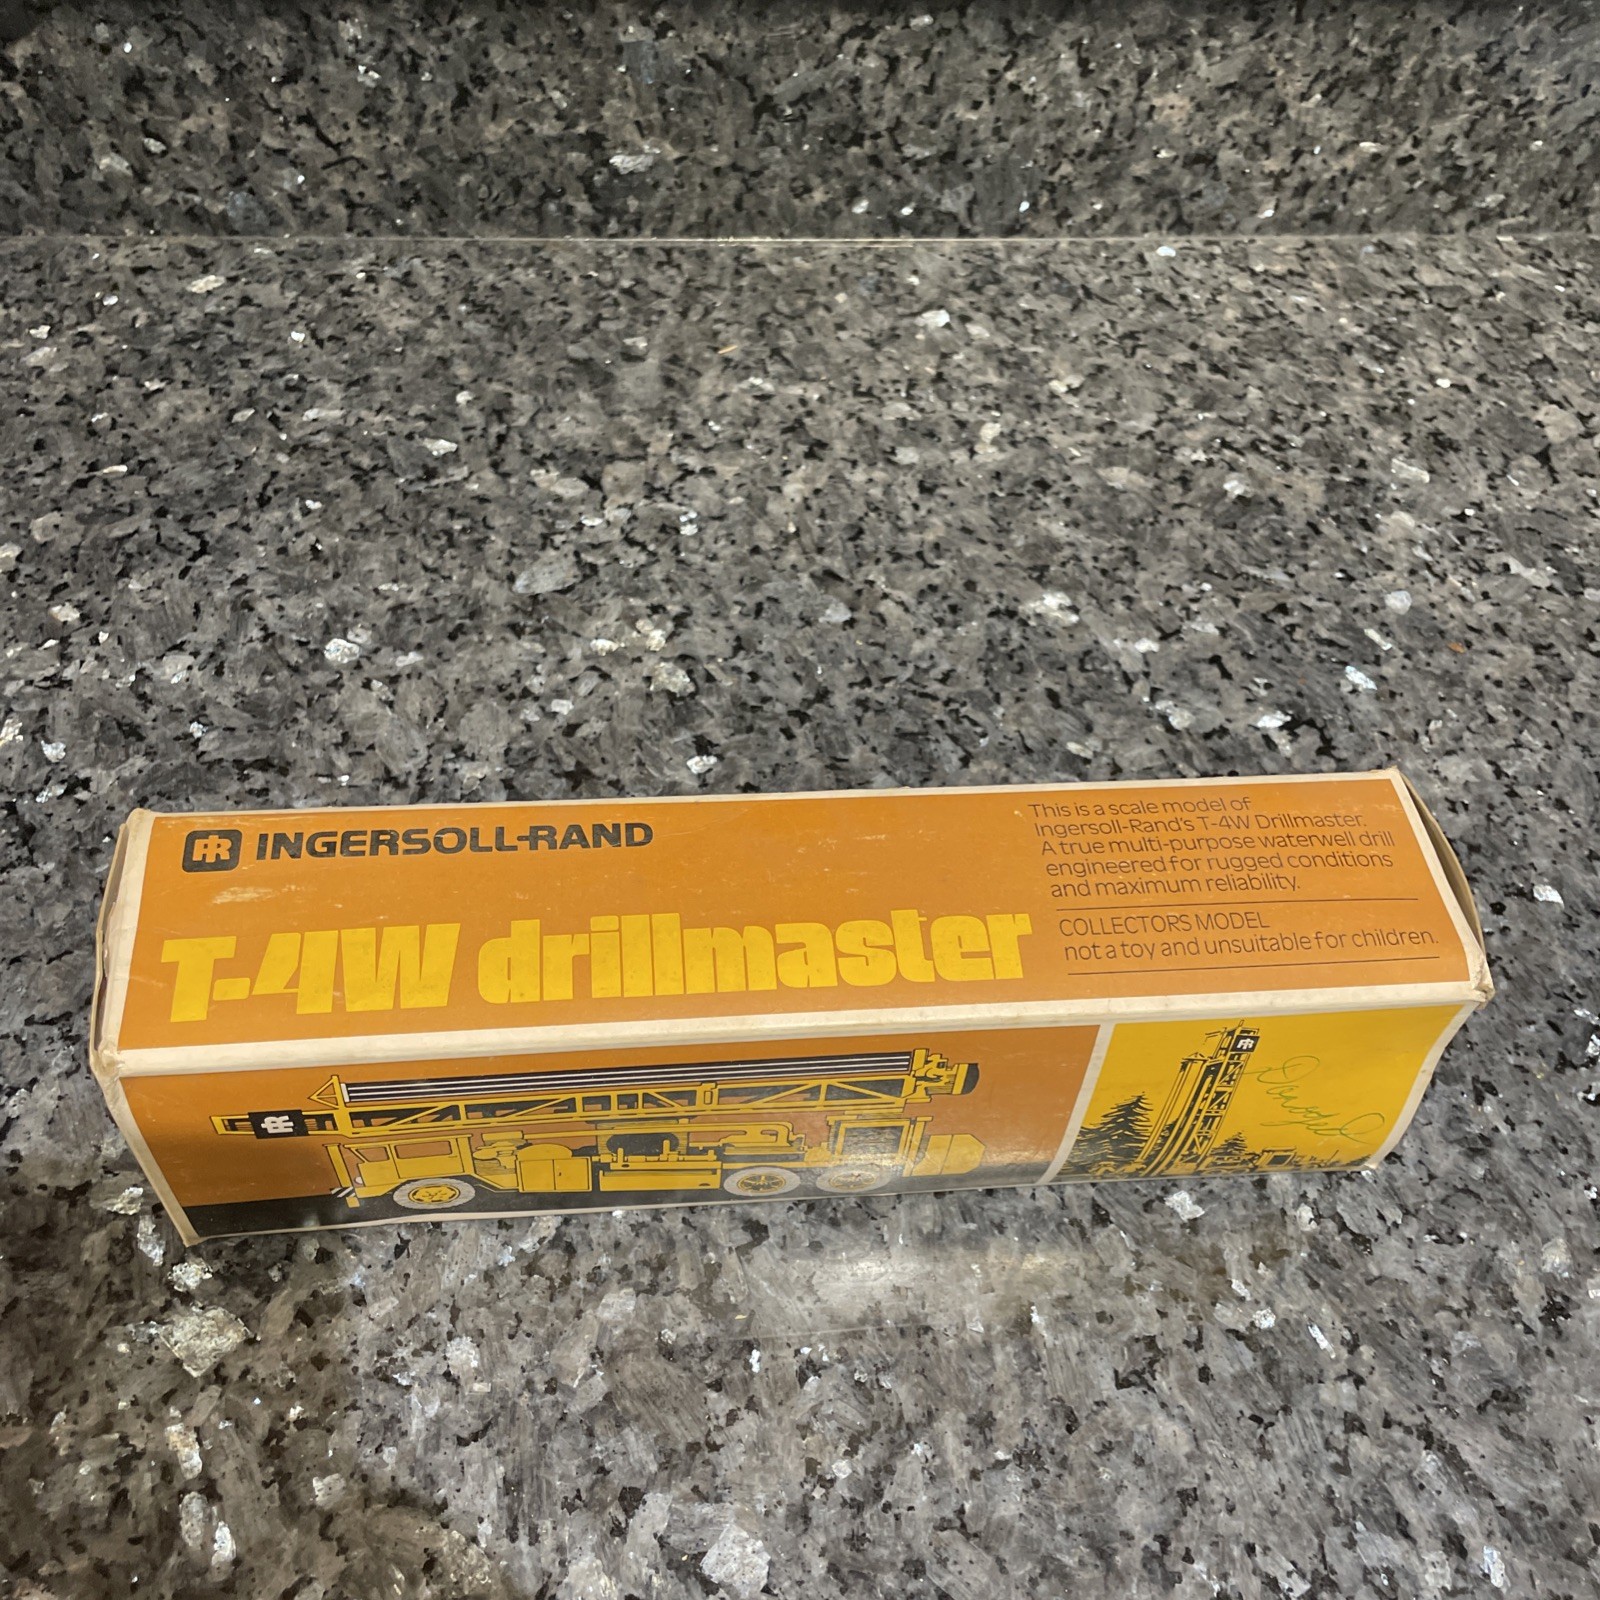 IR INGERSOLL-RAND
T-4W drillmaster
This is a scale model of
Ingersoll-Rand's T-4W Drillmaster.
A true multi-purpose waterwell drill
engineered for rugged conditions
and maximum reliability.
COLLECTORS MODEL
not a toy and unsuitable for children.
IR
IR